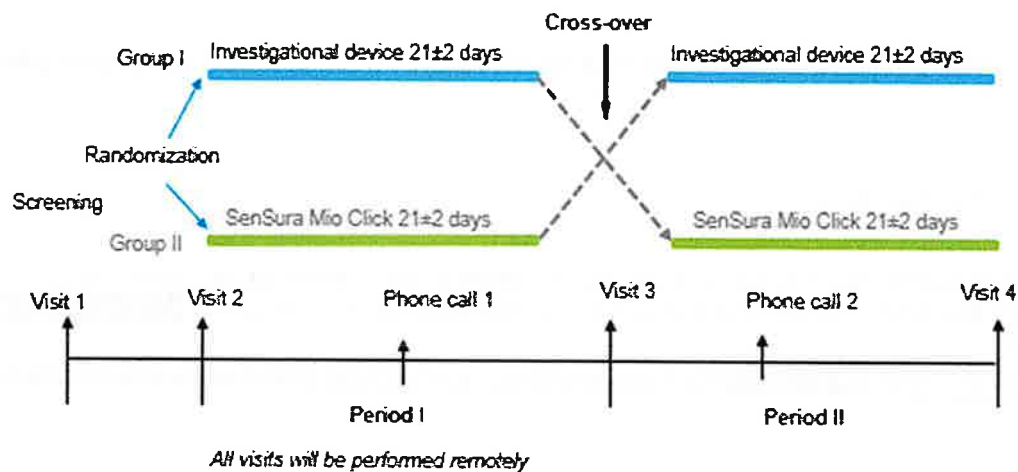 Cross-over
Group I
Investigational device 21±2 days
Investigational device 21±2 days
Randomization
Screening
SenSura Mio Click 21±2 days
SenSura Mio Click 21±2 days
Group II
Visit 1
Visit 2
Phone call 1
Visit 3
Phone call 2
Visit 4
Period I
Period II
All visits will be performed remotely